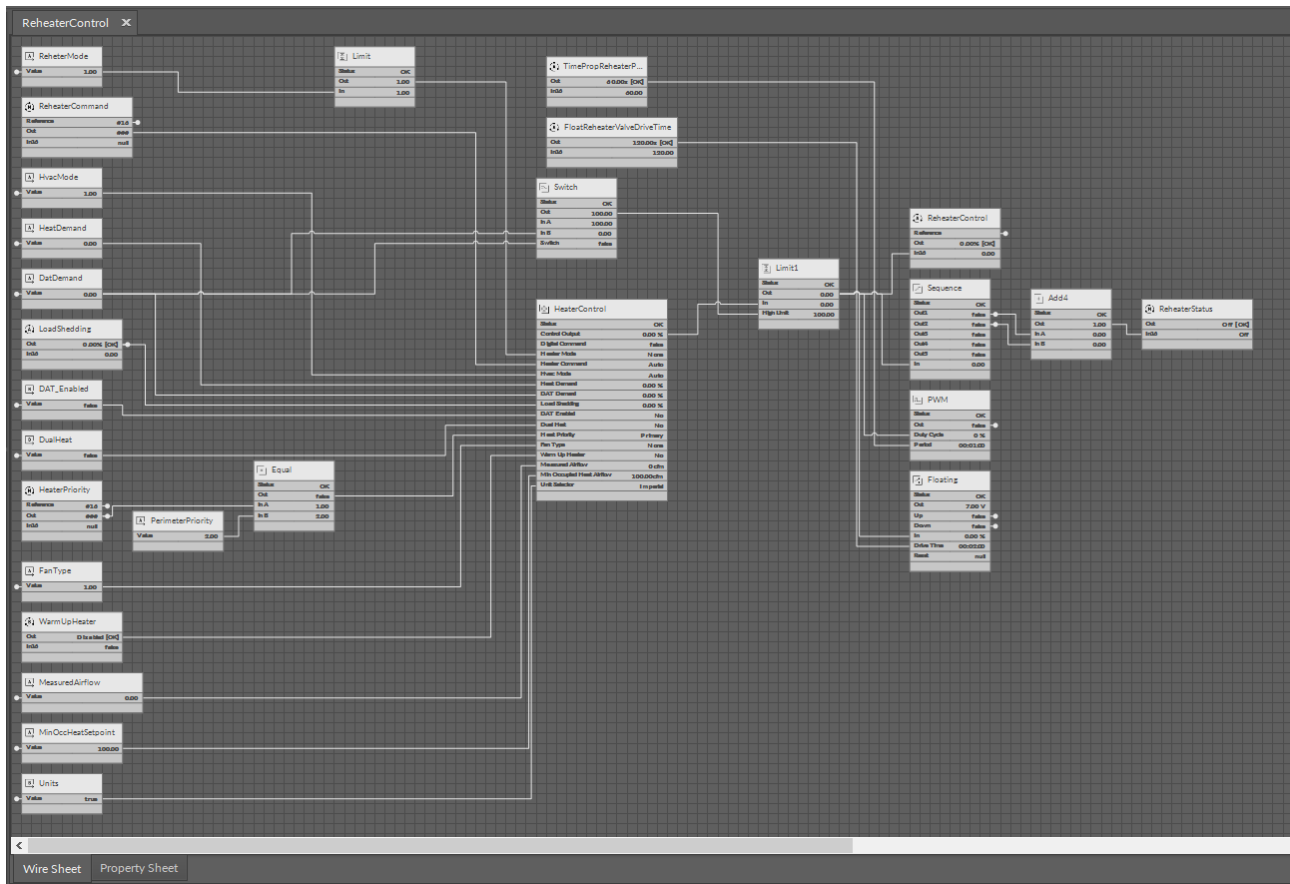 ReheaterControl ×
ReheterMode
Value 1.00
ReheaterCommand
Reference #16
Out ###
In16 null
HvacMode
Value 1.00
HeatDemand
Value 0.00
DatDemand
Value 0.00
LoadShedding
Out 0.00% [OK]
In16 0.00
DAT_Enabled
Value false
DualHeat
Value false
HeaterPriority
Reference #16
Out ###
In16 null
PerimeterPriority
Value 2.00
FanType
Value 1.00
WarmUpHeater
Out Disabled [OK]
In16 false
MeasuredAirflow
Value 0.00
MinOccHeatSetpoint
Value 100.00
Units
Value true
Equal
Status OK
Out false
In A 1.00
In B 2.00
Limit
Status OK
Out 1.00
In 1.00
TimePropReheaterP...
Out 60.00s [OK]
In16 60.00
FloatReheaterValveDriveTime
Out 120.00s [OK]
In16 120.00
Switch
Status OK
Out 100.00
In A 100.00
In B 0.00
Switch false
HeaterControl
Status OK
Control Output 0.00 %
Digital Command false
Heater Mode None
Heater Command Auto
Hvac Mode Auto
Heat Demand 0.00 %
DAT Demand 0.00 %
Load Shedding 0.00 %
DAT Enabled No
Dual Heat No
Heat Priority Primary
Fan Type None
Warm Up Heater No
Measured Airflow 0 cfm
Min Occupied Heat Airflow 100.00cfm
Unit Selector Imperial
Limit1
Status OK
Out 0.00
In 0.00
High Limit 100.00
ReheaterControl
Reference
Out 0.00% [OK]
In16 0.00
Sequence
Status OK
Out1 false
Out2 false
Out3 false
Out4 false
Out5 false
In 0.00
PWM
Status OK
Out false
Duty Cycle 0 %
Period 00:01:00
Floating
Status OK
Out 7.00 V
Up false
Down false
In 0.00 %
Drive Time 00:02:00
Reset null
Add4
Status OK
Out 1.00
In A 0.00
In B 0.00
ReheaterStatus
Out Off [OK]
In16 Off
Wire Sheet
Property Sheet